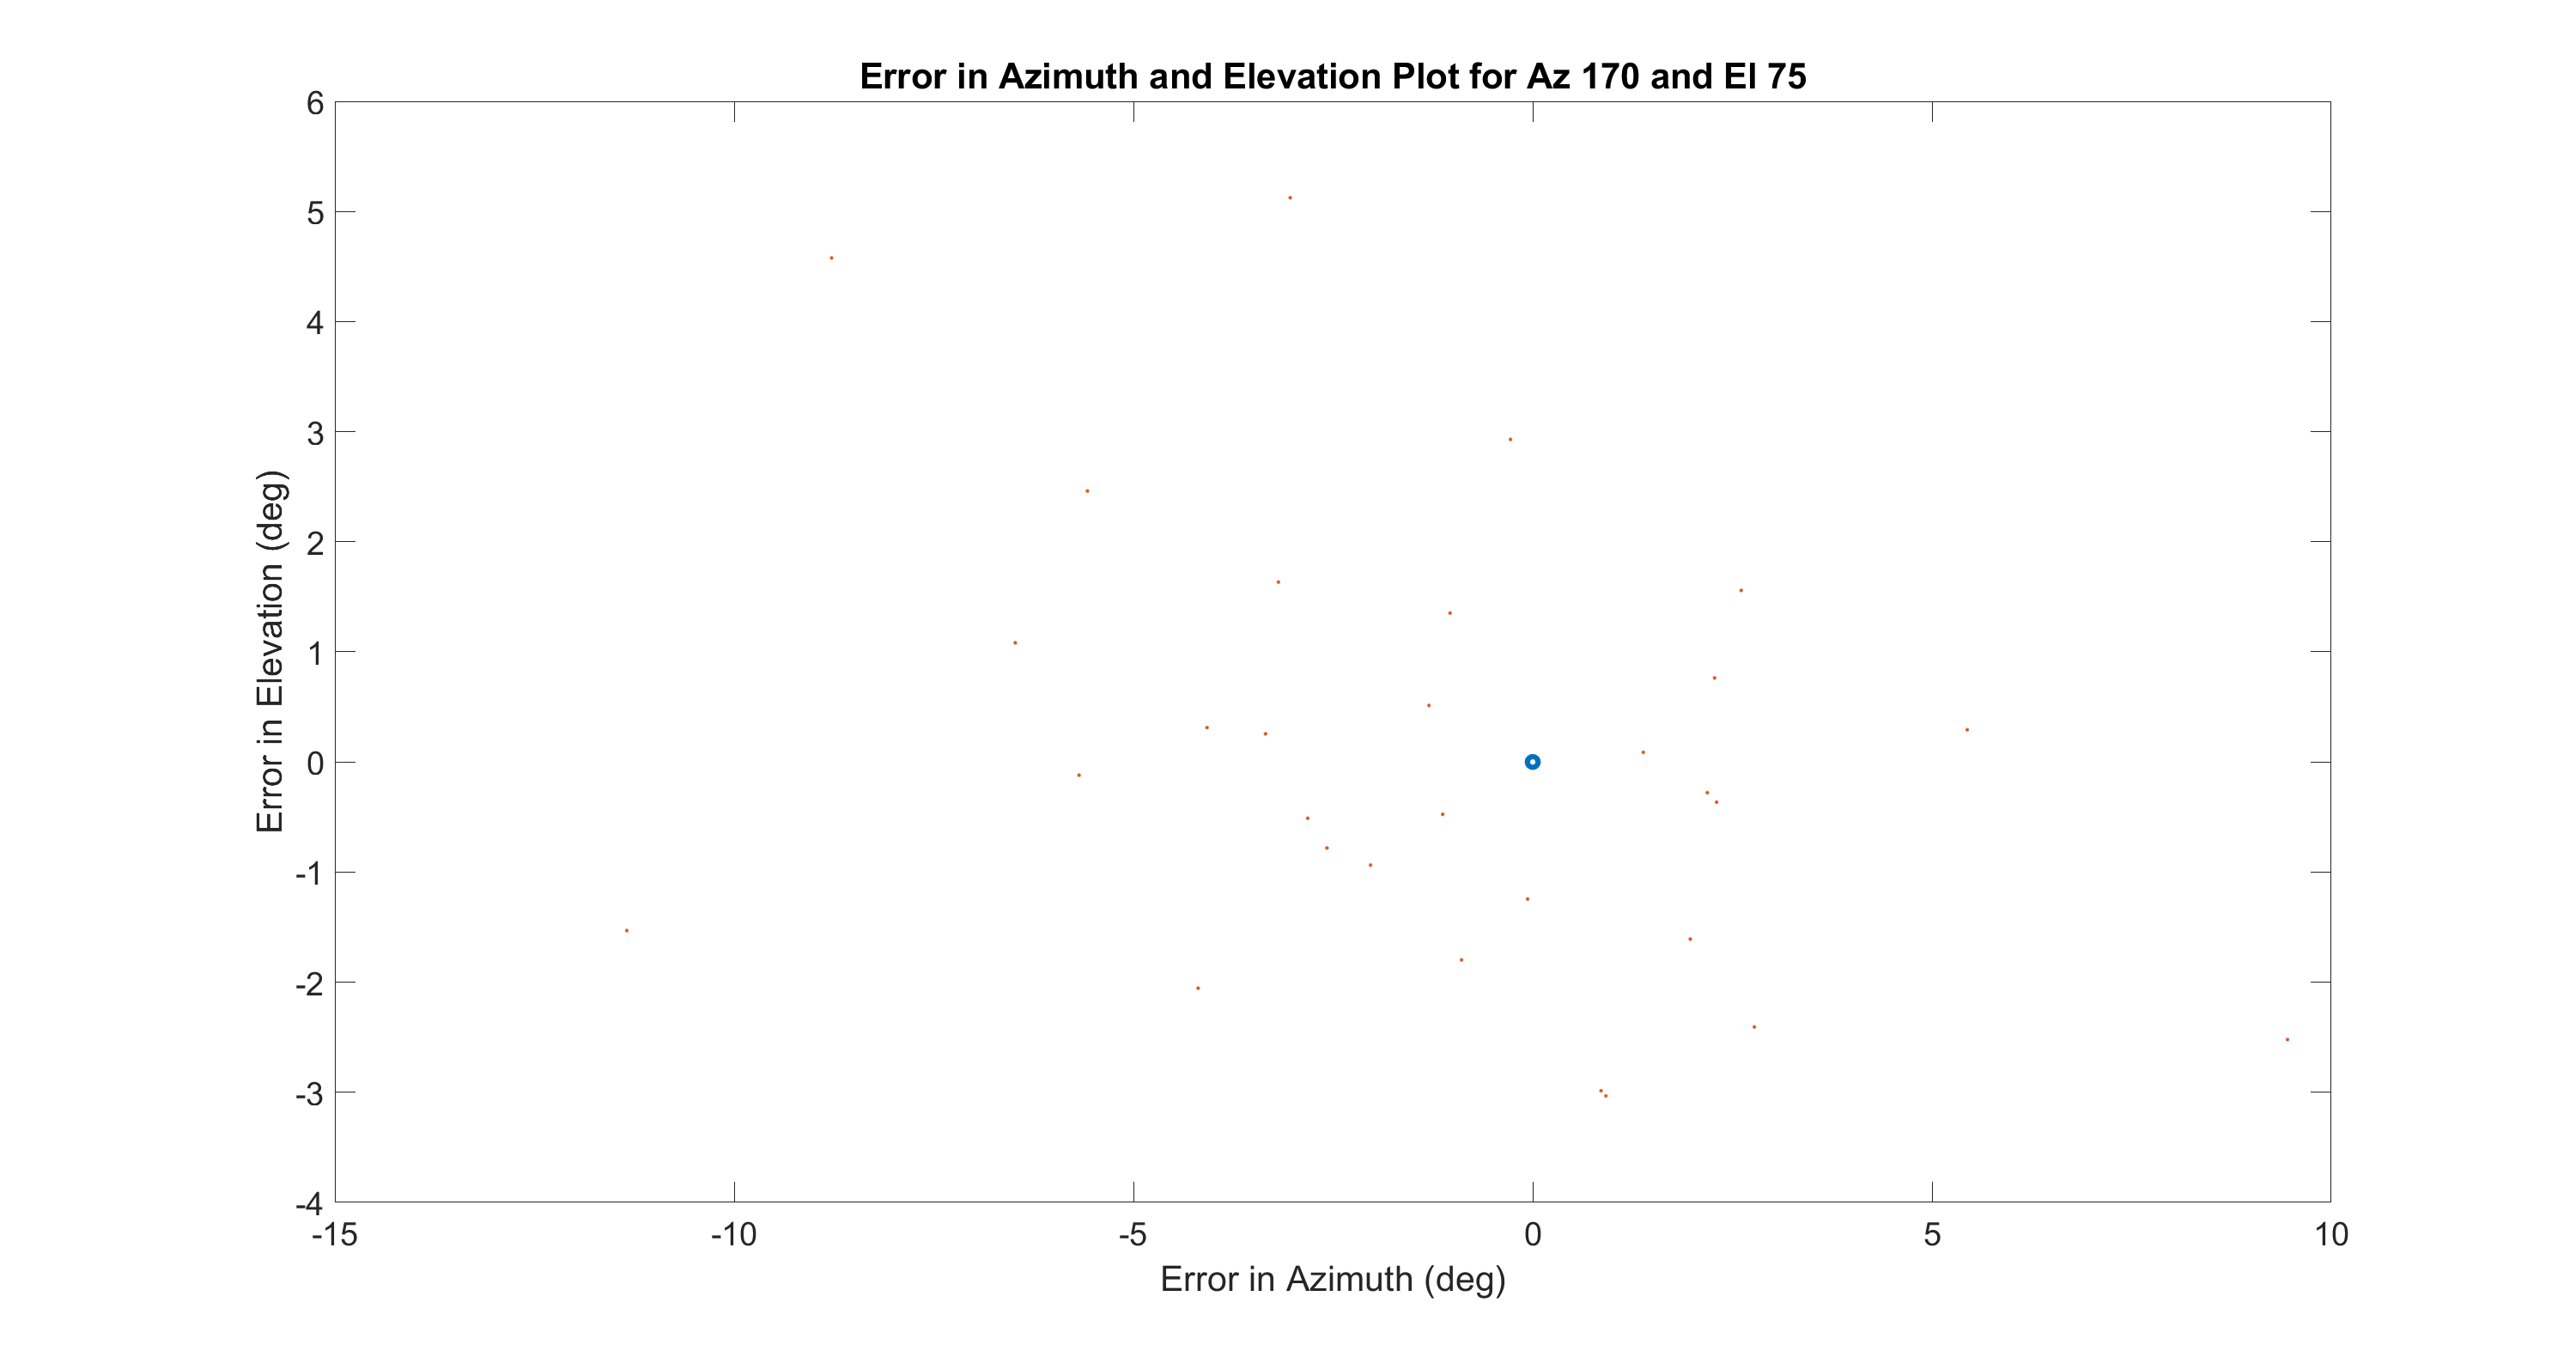 Error in Azimuth and Elevation Plot for Az 170 and El 75
6
5
4
3
2
1
0
-1
-2
-3
-4
Error in Elevation (deg)
-15 -10 -5 0 5 10
Error in Azimuth (deg)